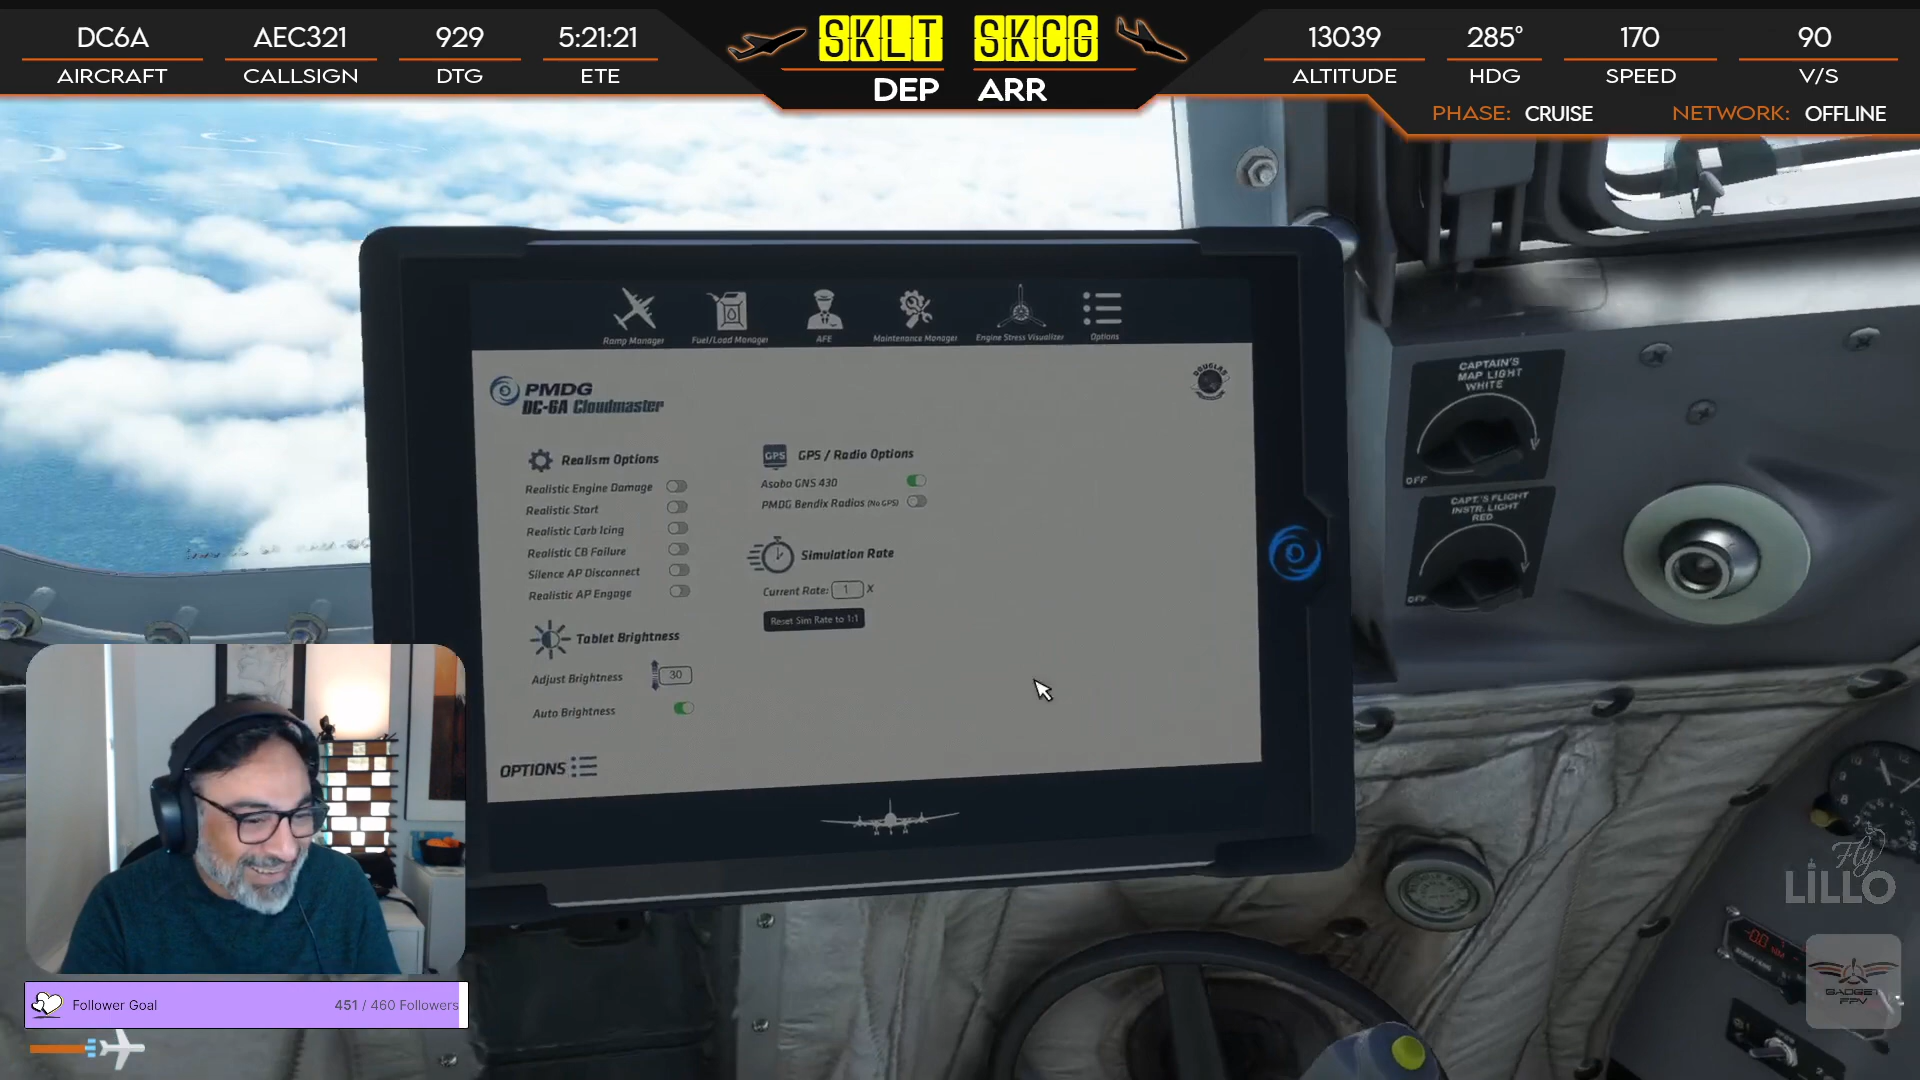 DC6A
AEC321
929
5:21:21
SKLT
SKCG
13039
285°
170
90
AIRCRAFT
CALLSIGN
DTG
ETE
DEP
ARR
ALTITUDE
HDG
SPEED
V/S
PHASE: CRUISE
NETWORK: OFFLINE
Ramp Manager
Fuel/Load Manager
AFE
Maintenance Manager
Engine Stress Visualizer
Options
PMDG
DC-6A Cloudmaster
DOUGLAS
Realism Options
Realistic Engine Damage
Realistic Start
Realistic Carb Icing
Realistic CB Failure
Silence AP Disconnect
Realistic AP Engage
Tablet Brightness
Adjust Brightness 30
Auto Brightness
OPTIONS
GPS GPS / Radio Options
Asobo GNS 430
PMDG Bendix Radios (No GPS)
Simulation Rate
Current Rate: 1 X
Reset Sim Rate to 1:1
CAPTAIN'S
MAP LIGHT
WHITE
OFF
CAPT.'S FLIGHT
INSTR. LIGHT
RED
OFF
Fly
LiLLO
GADGET
FPV
Follower Goal
451 / 460 Followers